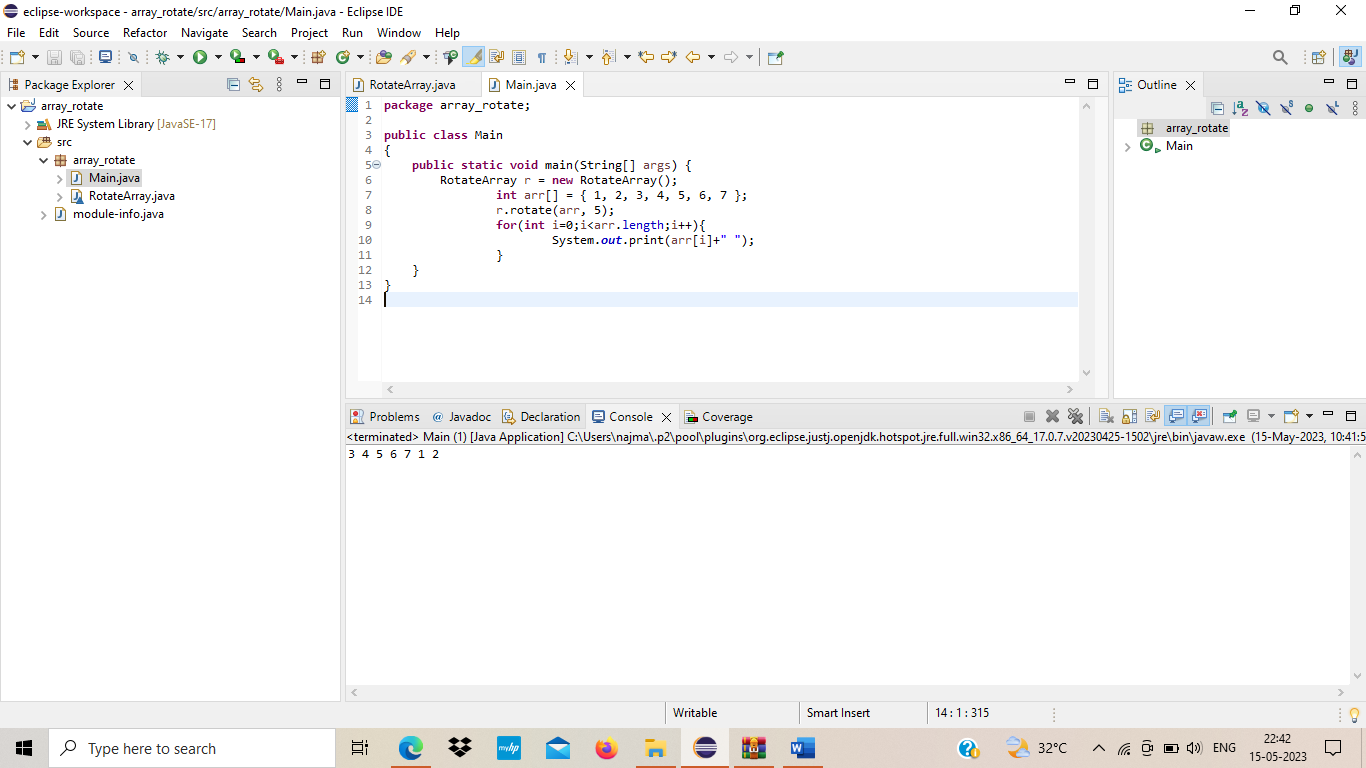 eclipse-workspace - array_rotate/src/array_rotate/Main.java - Eclipse IDE
File Edit Source Refactor Navigate Search Project Run Window Help
Package Explorer
array_rotate
JRE System Library [JavaSE-17]
src
array_rotate
Main.java
RotateArray.java
module-info.java
RotateArray.java Main.java
1 package array_rotate;
2
3 public class Main
4 {
5 public static void main(String[] args) {
6 RotateArray r = new RotateArray();
7 int arr[] = { 1, 2, 3, 4, 5, 6, 7 };
8 r.rotate(arr, 5);
9 for(int i=0;i<arr.length;i++){
10 System.out.print(arr[i]+" ");
11 }
12 }
13 }
14
Outline
array_rotate
Main
Problems @ Javadoc Declaration Console Coverage
<terminated> Main (1) [Java Application] C:\Users\najma\.p2\pool\plugins\org.eclipse.justj.openjdk.hotspot.jre.full.win32.x86_64_17.0.7.v20230425-1502\jre\bin\javaw.exe (15-May-2023, 10:41:5
3 4 5 6 7 1 2
Writable Smart Insert 14 : 1 : 315
Type here to search
myhp
32°C
ENG
22:42
15-05-2023